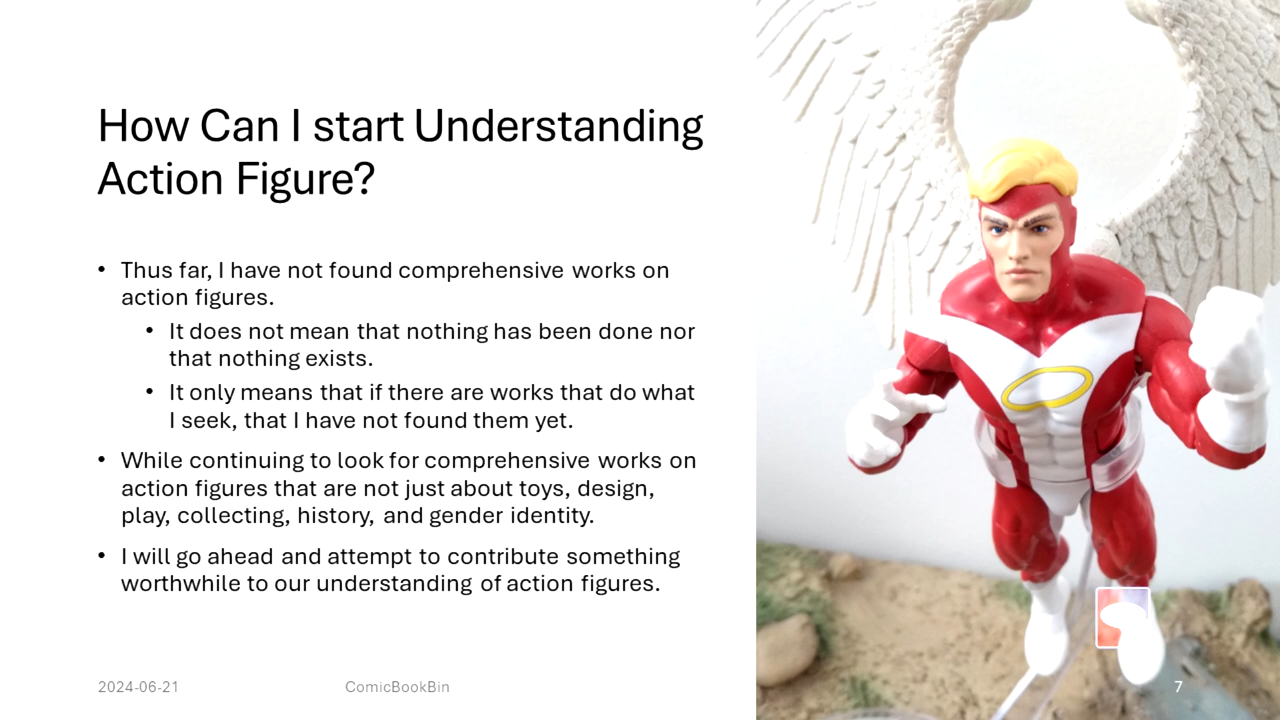 How Can I start Understanding
Action Figure?
• Thus far, I have not found comprehensive works on
action figures.
• It does not mean that nothing has been done nor
that nothing exists.
• It only means that if there are works that do what
I seek, that I have not found them yet.
• While continuing to look for comprehensive works on
action figures that are not just about toys, design,
play, collecting, history, and gender identity.
• I will go ahead and attempt to contribute something
worthwhile to our understanding of action figures.
2024-06-21
ComicBookBin
7